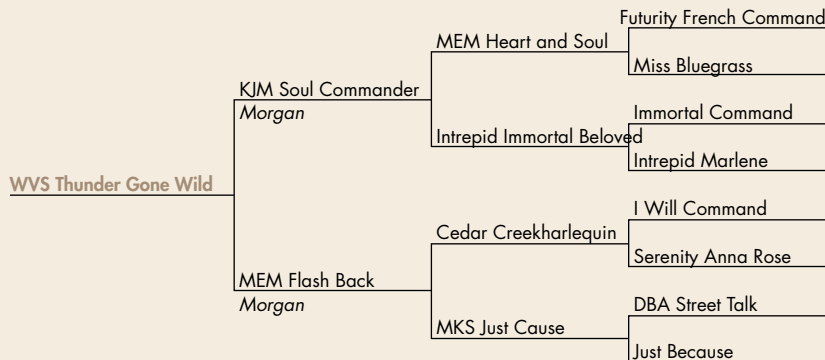 Futurity French Command
MEM Heart and Soul
Miss Bluegrass
KJM Soul Commander
Morgan
Immortal Command
Intrepid Immortal Beloved
Intrepid Marlene
WVS Thunder Gone Wild
I Will Command
Cedar Creekharlequin
Serenity Anna Rose
MEM Flash Back
Morgan
DBA Street Talk
MKS Just Cause
Just Because